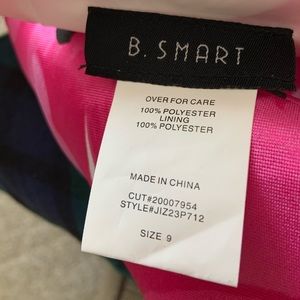 B. SMART
OVER FOR CARE
100% POLYESTER
LINING
100% POLYESTER
MADE IN CHINA
CUT#20007954
STYLE#JIZ23P712
SIZE 9